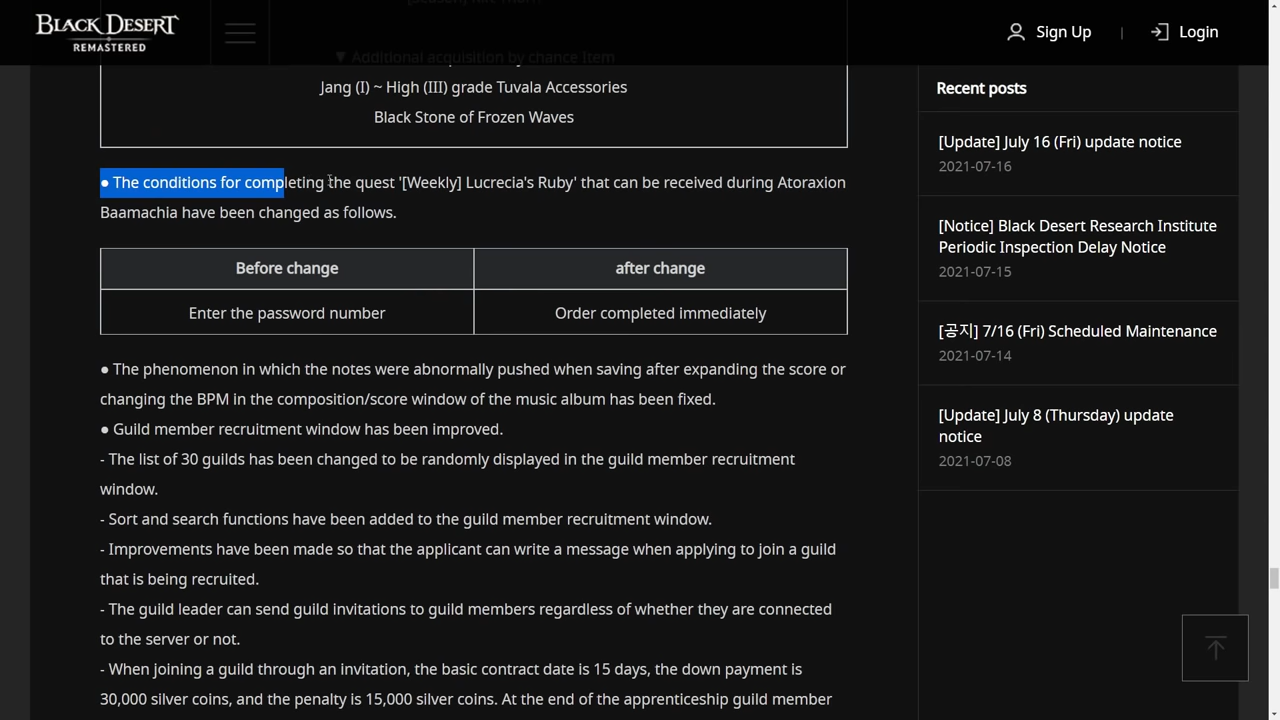 BLACK DESERT
REMASTERED
Sign Up
|
Login
[Season]
▼ Additional acquisition by chance Item
Jang (I) ~ High (III) grade Tuvala Accessories
Black Stone of Frozen Waves
● The conditions for completing the quest '[Weekly] Lucrecia's Ruby' that can be received during Atoraxion
Baamachia have been changed as follows.
Before change
after change
Enter the password number
Order completed immediately
● The phenomenon in which the notes were abnormally pushed when saving after expanding the score or
changing the BPM in the composition/score window of the music album has been fixed.
● Guild member recruitment window has been improved.
- The list of 30 guilds has been changed to be randomly displayed in the guild member recruitment
window.
- Sort and search functions have been added to the guild member recruitment window.
- Improvements have been made so that the applicant can write a message when applying to join a guild
that is being recruited.
- The guild leader can send guild invitations to guild members regardless of whether they are connected
to the server or not.
- When joining a guild through an invitation, the basic contract date is 15 days, the down payment is
30,000 silver coins, and the penalty is 15,000 silver coins. At the end of the apprenticeship guild member
Recent posts
[Update] July 16 (Fri) update notice
2021-07-16
[Notice] Black Desert Research Institute
Periodic Inspection Delay Notice
2021-07-15
[공지] 7/16 (Fri) Scheduled Maintenance
2021-07-14
[Update] July 8 (Thursday) update
notice
2021-07-08